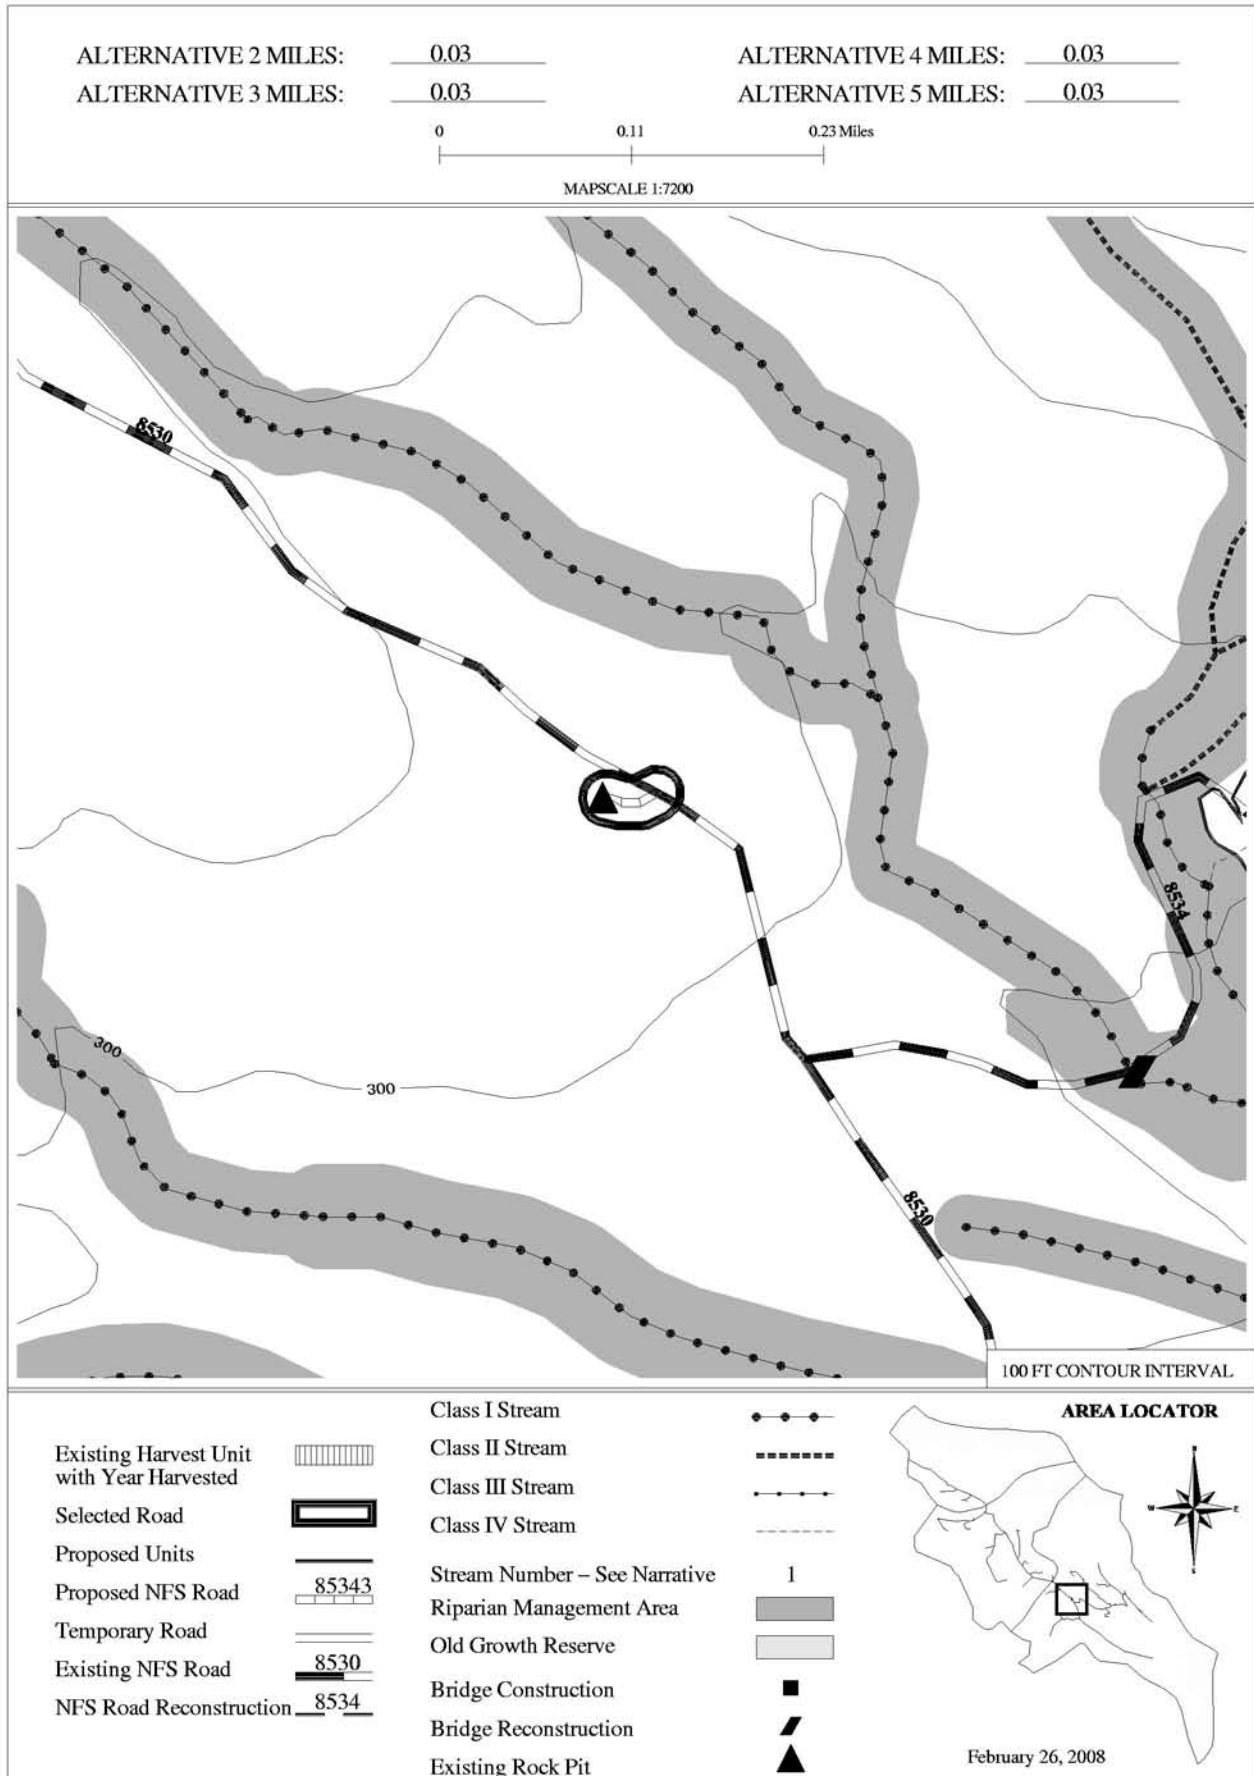 ALTERNATIVE 2 MILES: 0.03 ALTERNATIVE 4 MILES: 0.03
ALTERNATIVE 3 MILES: 0.03 ALTERNATIVE 5 MILES: 0.03
0 0.11 0.23 Miles
MAPSCALE 1:7200
8530
8534
300
300
8530
100 FT CONTOUR INTERVAL
Existing Harvest Unit
with Year Harvested
Selected Road
Proposed Units
Proposed NFS Road 85343
Temporary Road
Existing NFS Road 8530
NFS Road Reconstruction 8534
Class I Stream
Class II Stream
Class III Stream
Class IV Stream
Stream Number – See Narrative 1
Riparian Management Area
Old Growth Reserve
Bridge Construction
Bridge Reconstruction
Existing Rock Pit
AREA LOCATOR
N
W E
S
February 26, 2008